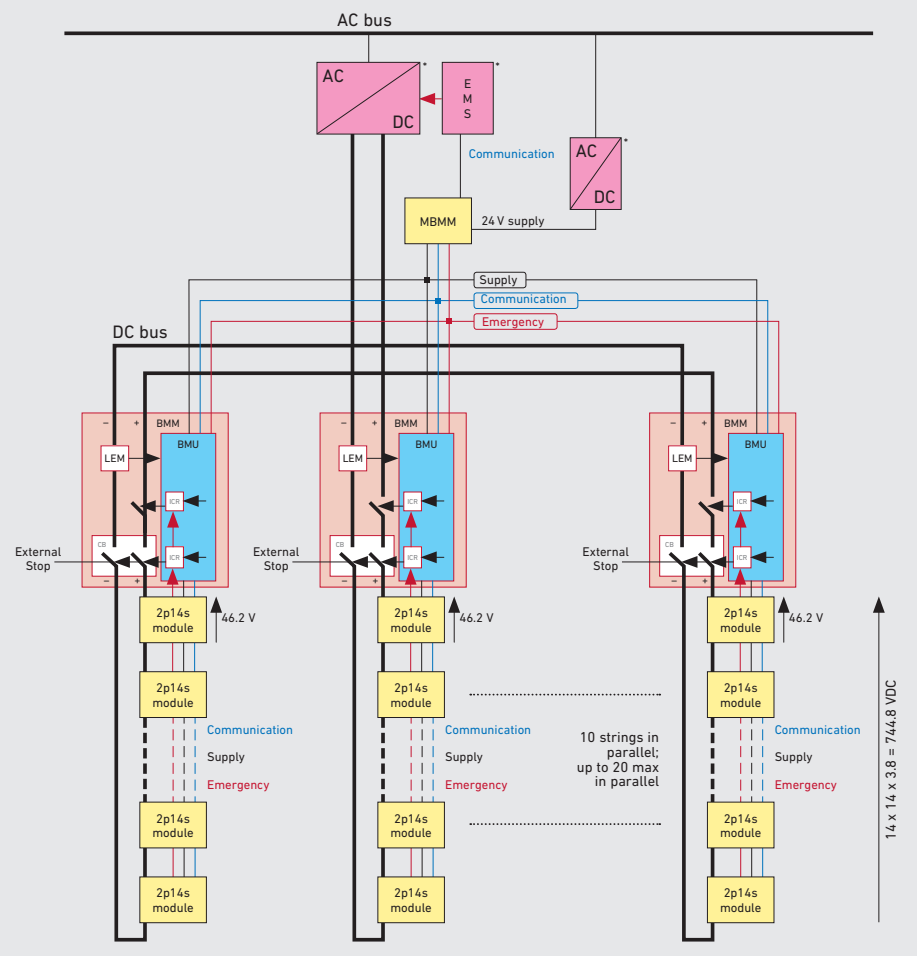 AC bus
AC
DC
*
E
M
S
*
Communication
AC
DC
*
MBMM
24 V supply
Supply
Communication
Emergency
DC bus
– + BMM
BMU
LEM
ICR
CB
ICR
– +
External
Stop
– + BMM
BMU
LEM
ICR
CB
ICR
– +
External
Stop
– + BMM
BMU
LEM
ICR
CB
ICR
– +
External
Stop
2p14s
module
46.2 V
2p14s
module
46.2 V
2p14s
module
46.2 V
2p14s
module
2p14s
module
2p14s
module
Communication
Supply
Emergency
Communication
Supply
Emergency
10 strings in
parallel;
up to 20 max
in parallel
Communication
Supply
Emergency
14 x 14 x 3.8 = 744.8 VDC
2p14s
module
2p14s
module
2p14s
module
2p14s
module
2p14s
module
2p14s
module